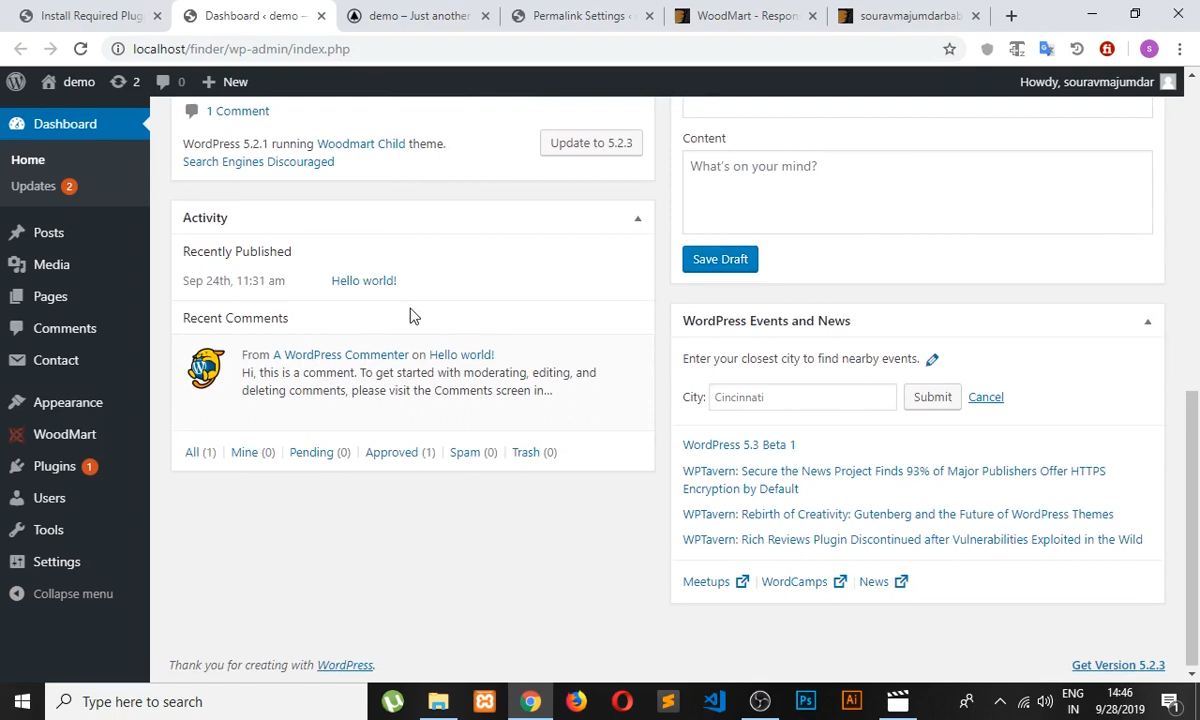 Install Required Plug
Dashboard ‹ demo –
demo – Just another
Permalink Settings ‹
WoodMart - Respon
souravmajumdarbab
localhost/finder/wp-admin/index.php
S
demo
2
0
New
Howdy, souravmajumdar
Dashboard
Home
Updates 2
Posts
Media
Pages
Comments
Contact
Appearance
WoodMart
Plugins 1
Users
Tools
Settings
Collapse menu
1 Comment
WordPress 5.2.1 running Woodmart Child theme.
Update to 5.2.3
Search Engines Discouraged
Activity
Recently Published
Sep 24th, 11:31 am
Hello world!
Recent Comments
From A WordPress Commenter on Hello world!
Hi, this is a comment. To get started with moderating, editing, and
deleting comments, please visit the Comments screen in...
All (1) | Mine (0) | Pending (0) | Approved (1) | Spam (0) | Trash (0)
Content
What's on your mind?
Save Draft
WordPress Events and News
Enter your closest city to find nearby events.
City: Cincinnati Submit Cancel
WordPress 5.3 Beta 1
WPTavern: Secure the News Project Finds 93% of Major Publishers Offer HTTPS
Encryption by Default
WPTavern: Rebirth of Creativity: Gutenberg and the Future of WordPress Themes
WPTavern: Rich Reviews Plugin Discontinued after Vulnerabilities Exploited in the Wild
Meetups | WordCamps | News
Thank you for creating with WordPress.
Get Version 5.2.3
Type here to search
Ps
Ai
ENG
IN
14:46
9/28/2019
1